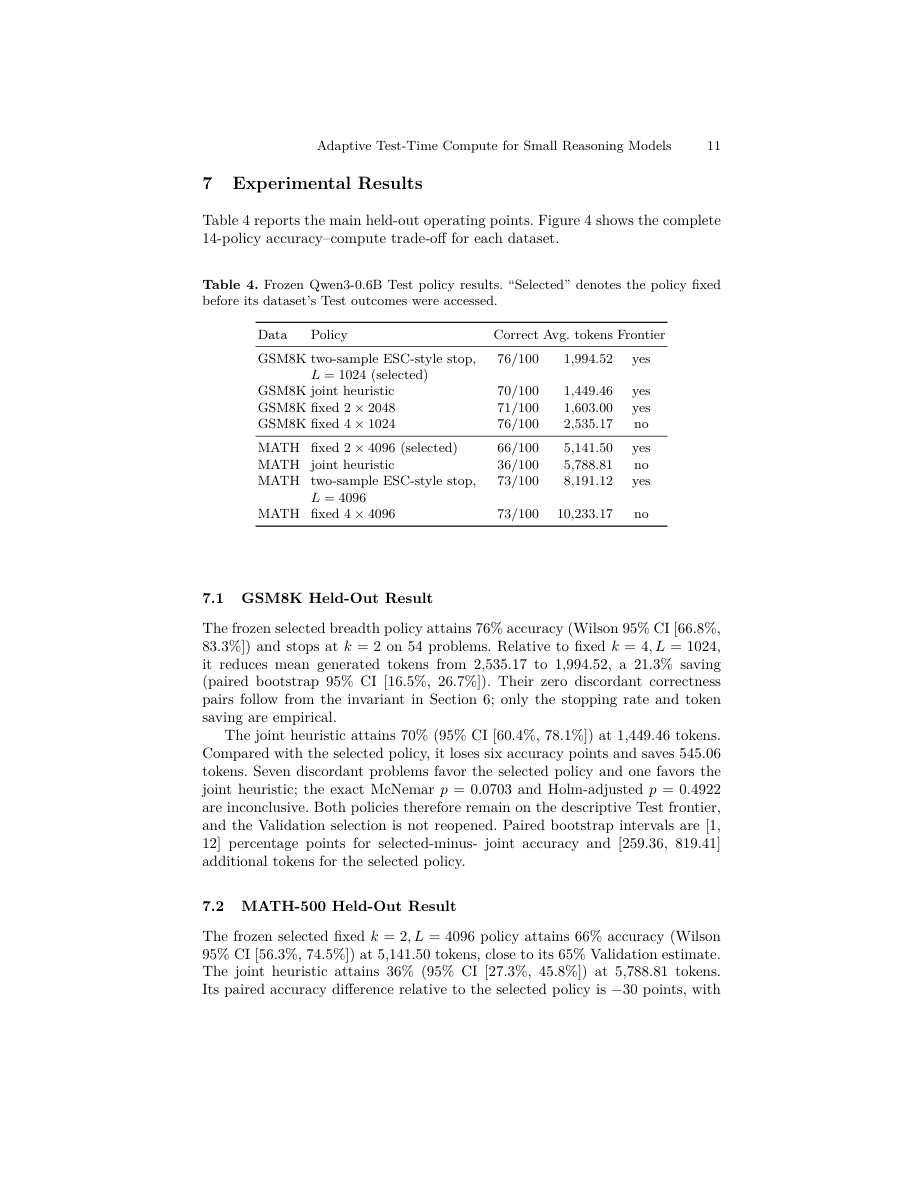 Adaptive Test-Time Compute for Small Reasoning Models 11
7 Experimental Results
Table 4 reports the main held-out operating points. Figure 4 shows the complete
14-policy accuracy–compute trade-off for each dataset.
Table 4. Frozen Qwen3-0.6B Test policy results. “Selected” denotes the policy fixed
before its dataset’s Test outcomes were accessed.
Data Policy Correct Avg. tokens Frontier
GSM8K two-sample ESC-style stop, 76/100 1,994.52 yes
L = 1024 (selected)
GSM8K joint heuristic 70/100 1,449.46 yes
GSM8K fixed 2 × 2048 71/100 1,603.00 yes
GSM8K fixed 4 × 1024 76/100 2,535.17 no
MATH fixed 2 × 4096 (selected) 66/100 5,141.50 yes
MATH joint heuristic 36/100 5,788.81 no
MATH two-sample ESC-style stop, 73/100 8,191.12 yes
L = 4096
MATH fixed 4 × 4096 73/100 10,233.17 no
7.1 GSM8K Held-Out Result
The frozen selected breadth policy attains 76% accuracy (Wilson 95% CI [66.8%,
83.3%]) and stops at k = 2 on 54 problems. Relative to fixed k = 4, L = 1024,
it reduces mean generated tokens from 2,535.17 to 1,994.52, a 21.3% saving
(paired bootstrap 95% CI [16.5%, 26.7%]). Their zero discordant correctness
pairs follow from the invariant in Section 6; only the stopping rate and token
saving are empirical.
The joint heuristic attains 70% (95% CI [60.4%, 78.1%]) at 1,449.46 tokens.
Compared with the selected policy, it loses six accuracy points and saves 545.06
tokens. Seven discordant problems favor the selected policy and one favors the
joint heuristic; the exact McNemar p = 0.0703 and Holm-adjusted p = 0.4922
are inconclusive. Both policies therefore remain on the descriptive Test frontier,
and the Validation selection is not reopened. Paired bootstrap intervals are [1,
12] percentage points for selected-minus- joint accuracy and [259.36, 819.41]
additional tokens for the selected policy.
7.2 MATH-500 Held-Out Result
The frozen selected fixed k = 2, L = 4096 policy attains 66% accuracy (Wilson
95% CI [56.3%, 74.5%]) at 5,141.50 tokens, close to its 65% Validation estimate.
The joint heuristic attains 36% (95% CI [27.3%, 45.8%]) at 5,788.81 tokens.
Its paired accuracy difference relative to the selected policy is −30 points, with